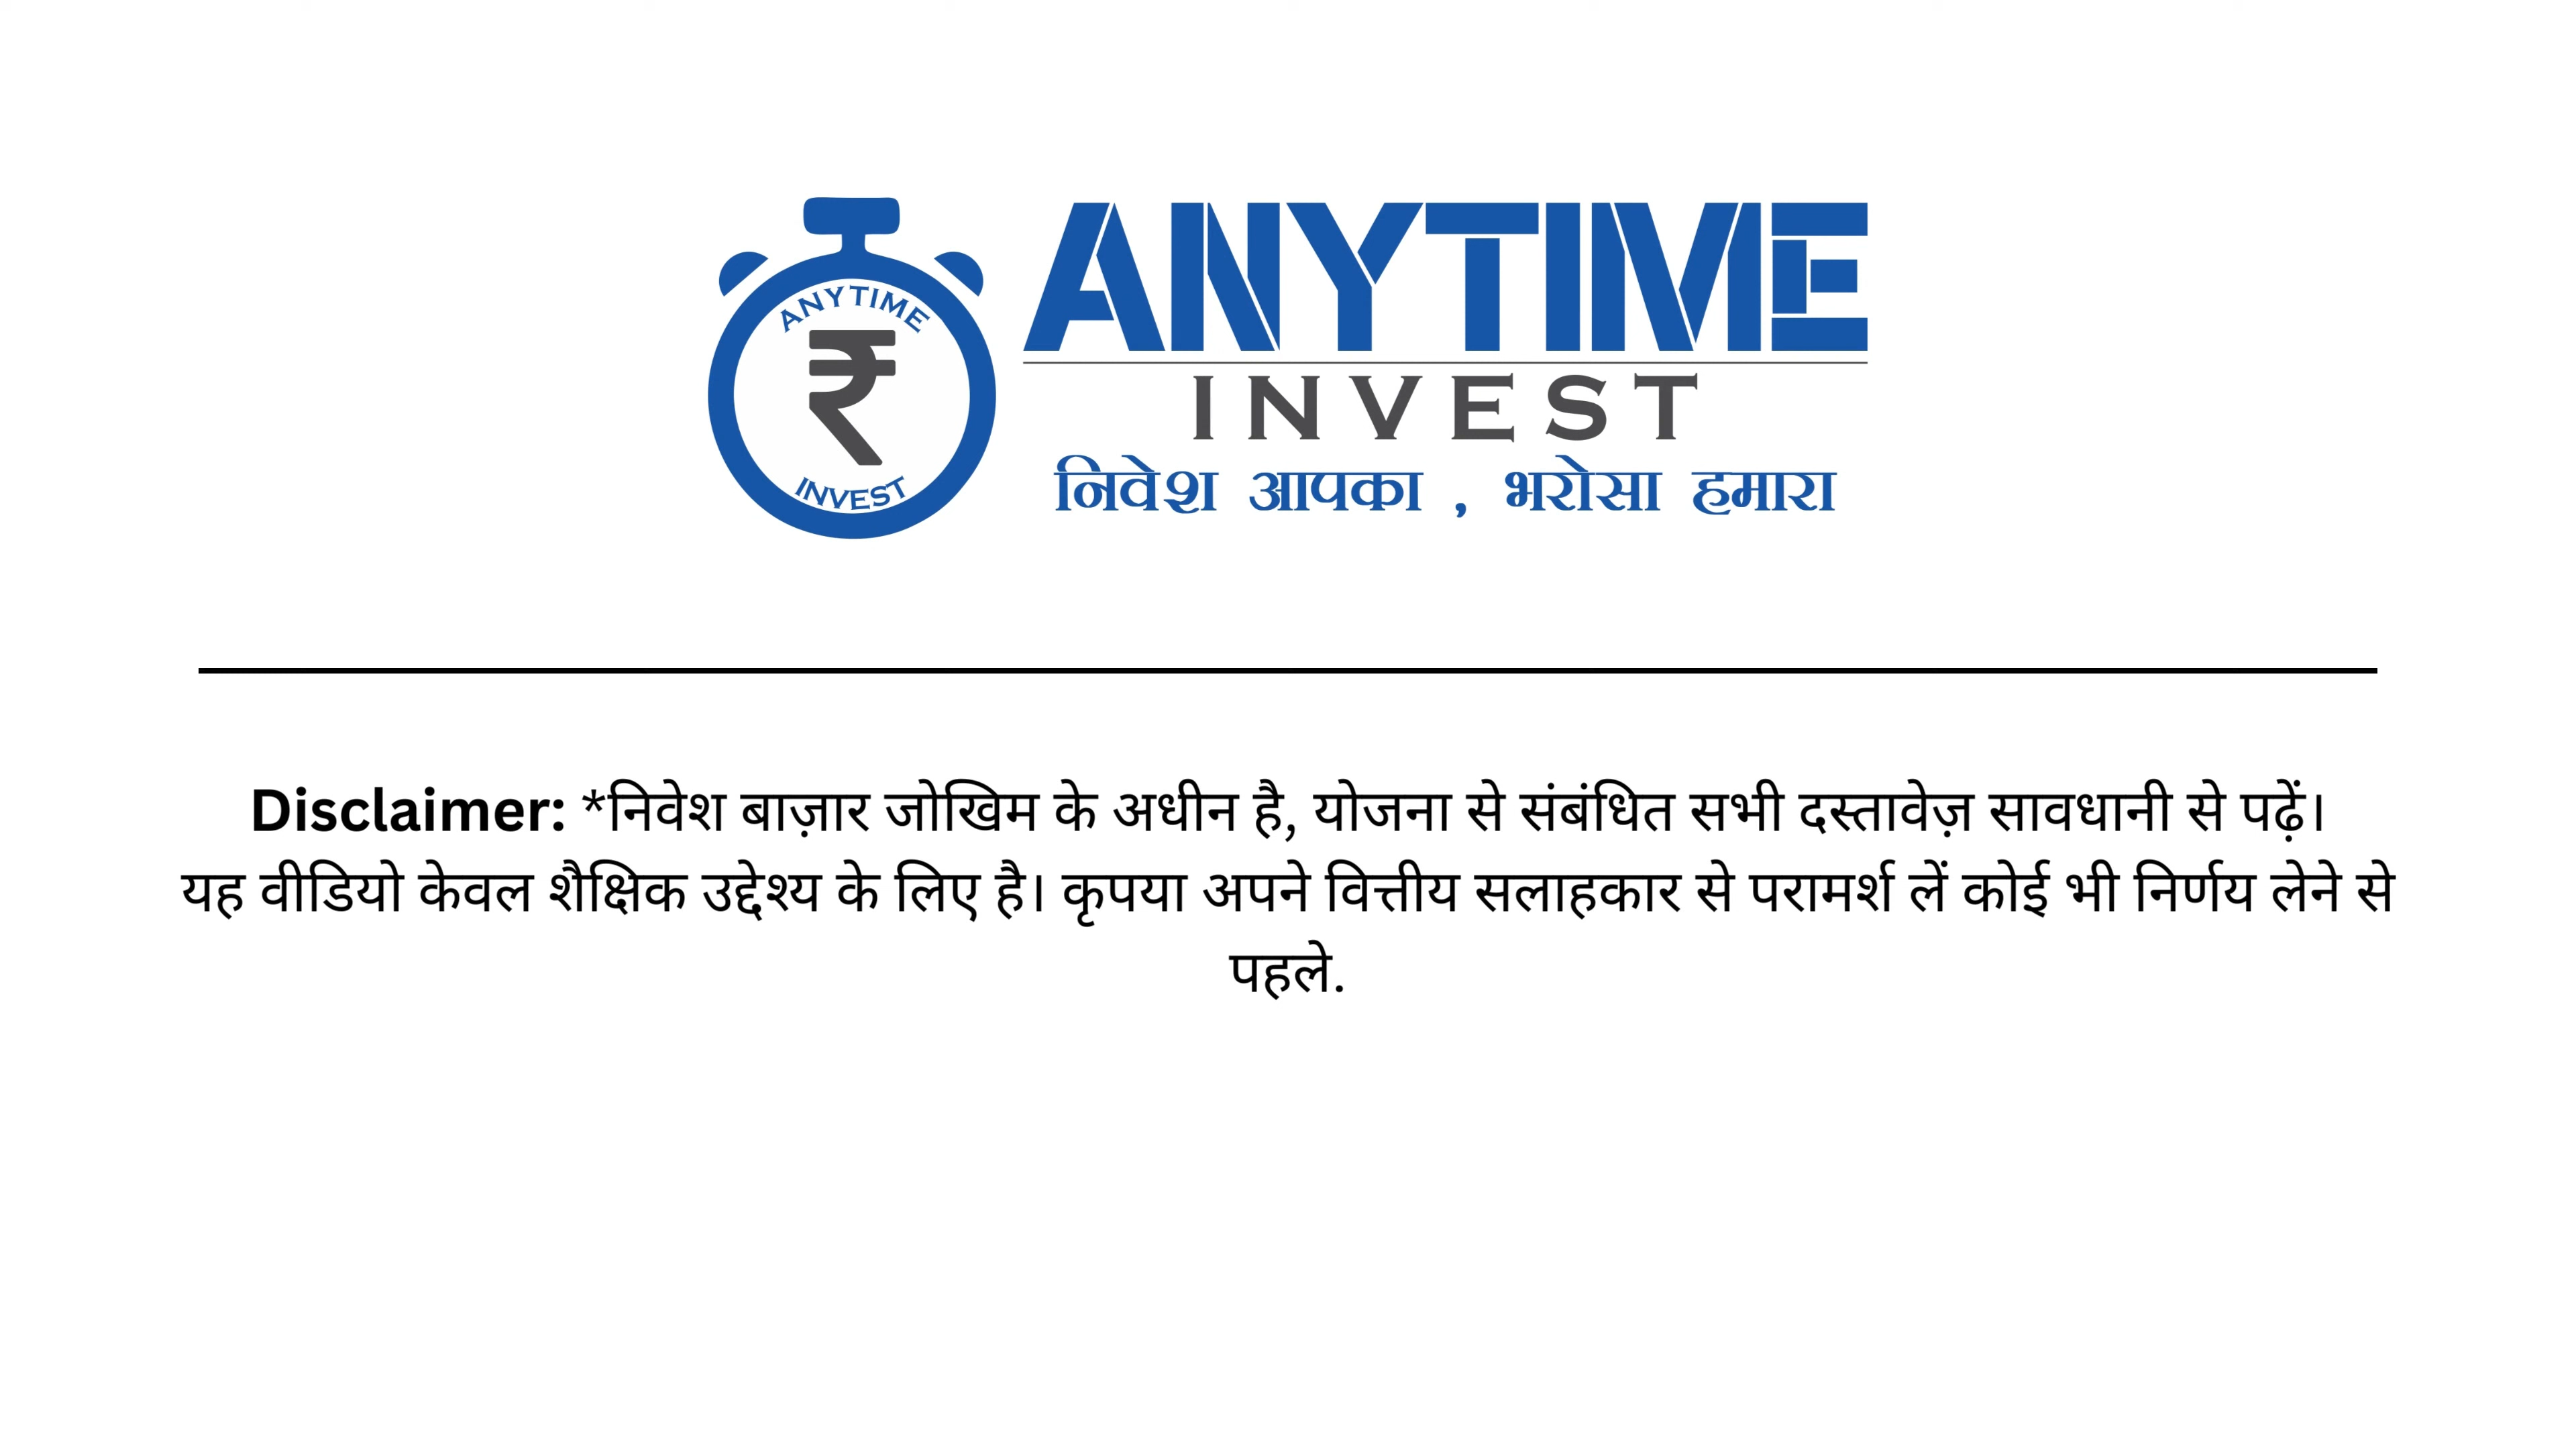 ANYTIME
₹
INVEST
ANYTIME
INVEST
निवेश आपका , भरोसा हमारा
Disclaimer: *निवेश बाज़ार जोखिम के अधीन है, योजना से संबंधित सभी दस्तावेज़ सावधानी से पढ़ें।
यह वीडियो केवल शैक्षिक उद्देश्य के लिए है। कृपया अपने वित्तीय सलाहकार से परामर्श लें कोई भी निर्णय लेने से
पहले.